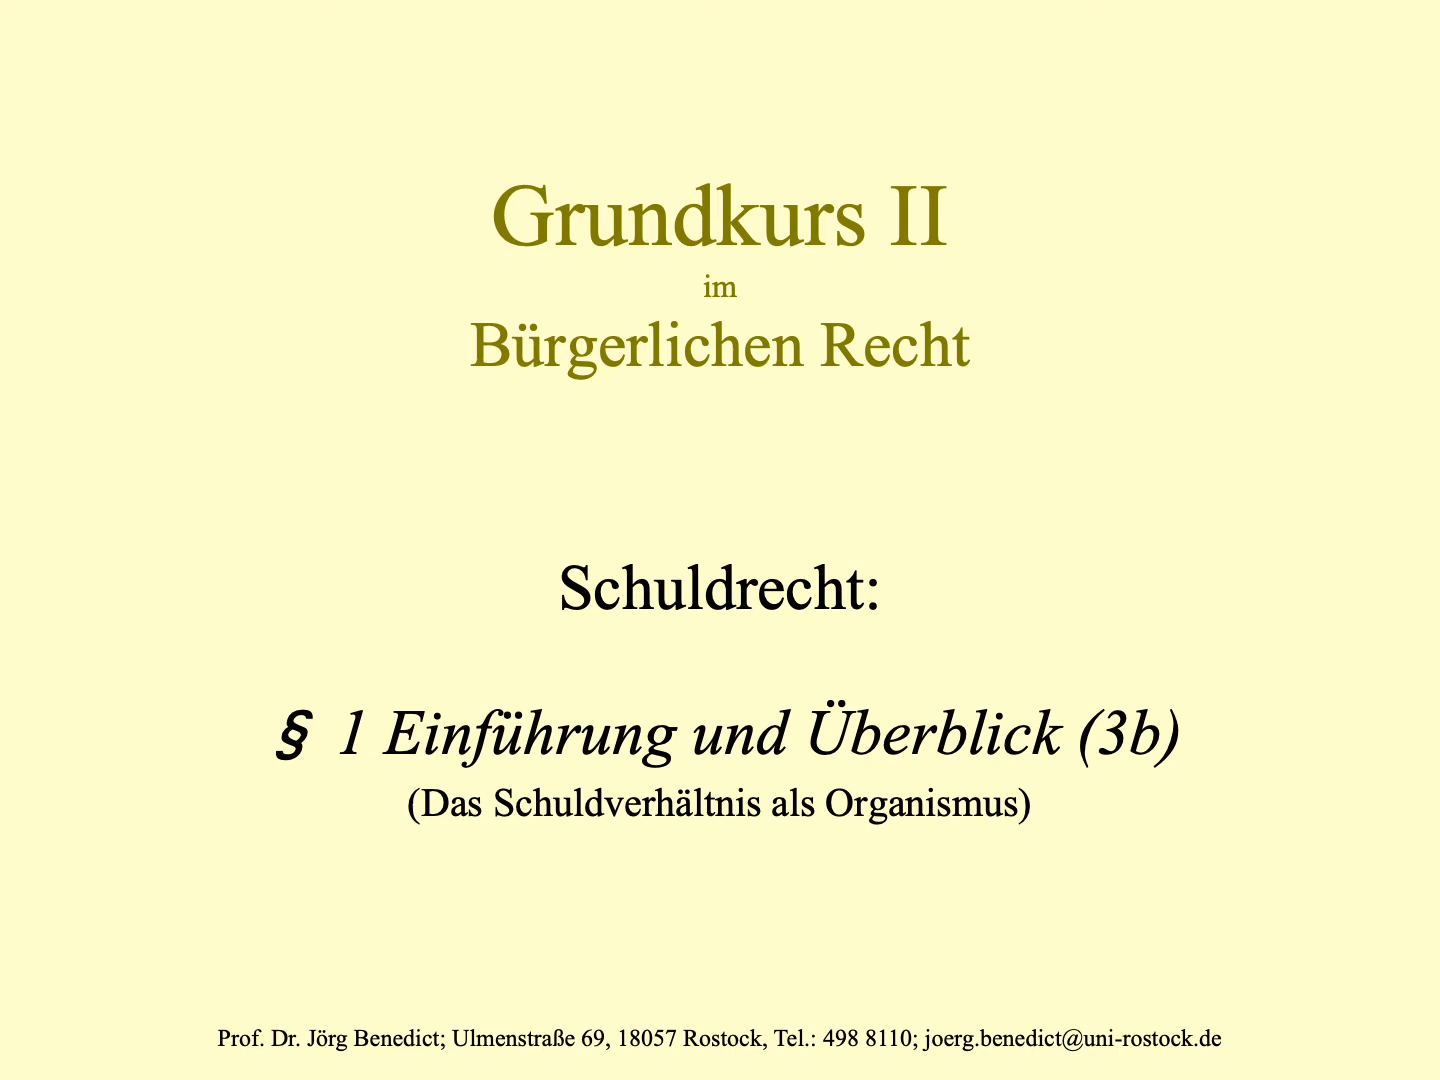 Grundkurs II
im
Bürgerlichen Recht
Schuldrecht:
§ 1 Einführung und Überblick (3b)
(Das Schuldverhältnis als Organismus)
Prof. Dr. Jörg Benedict; Ulmenstraße 69, 18057 Rostock, Tel.: 498 8110; joerg.benedict@uni-rostock.de